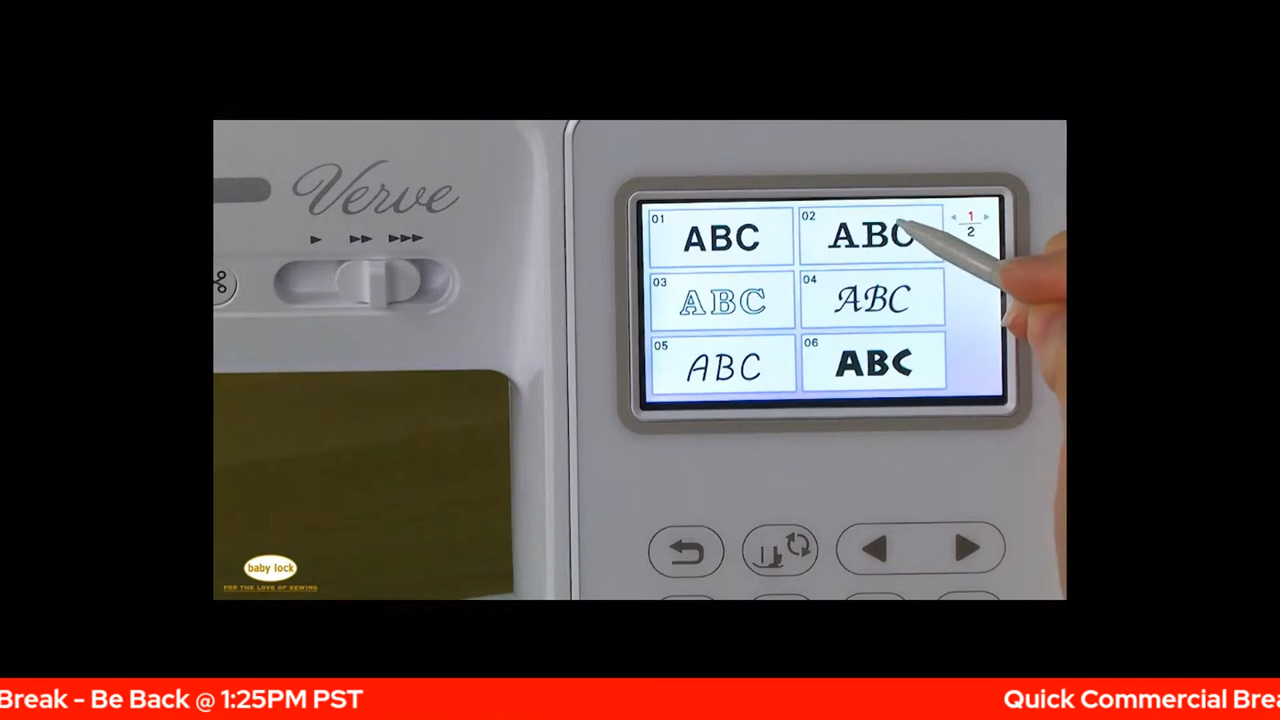 Verve
01
ABC
02
ABC
1
2
03
ABC
04
ABC
05
ABC
06
ABC
baby lock
FOR THE LOVE OF SEWING
Break - Be Back @ 1:25PM PST
Quick Commercial Brea